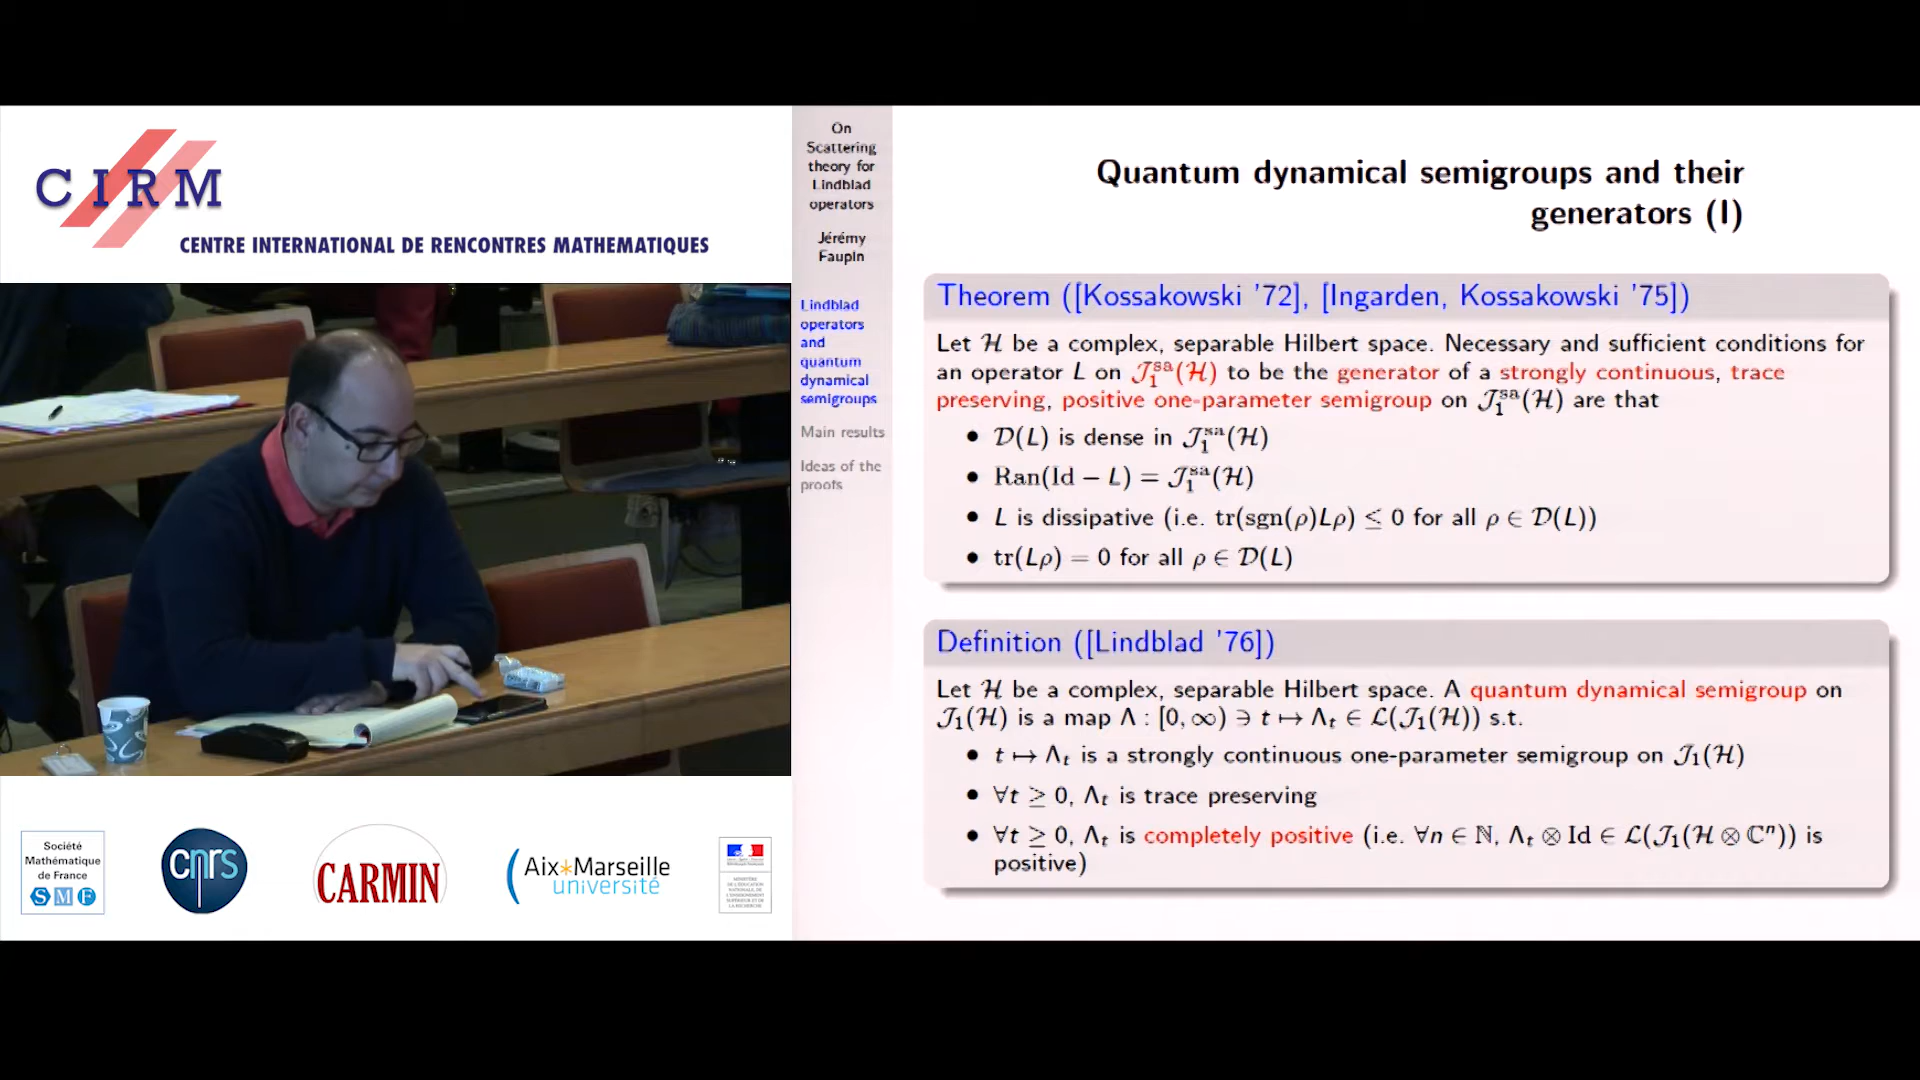 CIRM
CENTRE INTERNATIONAL DE RENCONTRES MATHEMATIQUES
Société
Mathématique
de France
SMF
cnrs
CARMIN
Aix*Marseille
université
On
Scattering
theory for
Lindblad
operators
Jérémy
Faupin
Lindblad
operators
and
quantum
dynamical
semigroups
Main results
Ideas of the
proofs
Quantum dynamical semigroups and their
generators (I)
Theorem ([Kossakowski '72], [Ingarden, Kossakowski '75])
Let ℋ be a complex, separable Hilbert space. Necessary and sufficient conditions for
an operator L on 𝒥₁ˢᵃ(ℋ) to be the generator of a strongly continuous, trace
preserving, positive one-parameter semigroup on 𝒥₁ˢᵃ(ℋ) are that
• 𝒟(L) is dense in 𝒥₁ˢᵃ(ℋ)
• Ran(Id − L) = 𝒥₁ˢᵃ(ℋ)
• L is dissipative (i.e. tr(sgn(ρ)Lρ) ≤ 0 for all ρ ∈ 𝒟(L))
• tr(Lρ) = 0 for all ρ ∈ 𝒟(L)
Definition ([Lindblad '76])
Let ℋ be a complex, separable Hilbert space. A quantum dynamical semigroup on
𝒥₁(ℋ) is a map Λ : [0, ∞) ∋ t ↦ Λₜ ∈ ℒ(𝒥₁(ℋ)) s.t.
• t ↦ Λₜ is a strongly continuous one-parameter semigroup on 𝒥₁(ℋ)
• ∀t ≥ 0, Λₜ is trace preserving
• ∀t ≥ 0, Λₜ is completely positive (i.e. ∀n ∈ ℕ, Λₜ ⊗ Id ∈ ℒ(𝒥₁(ℋ ⊗ ℂⁿ)) is
positive)